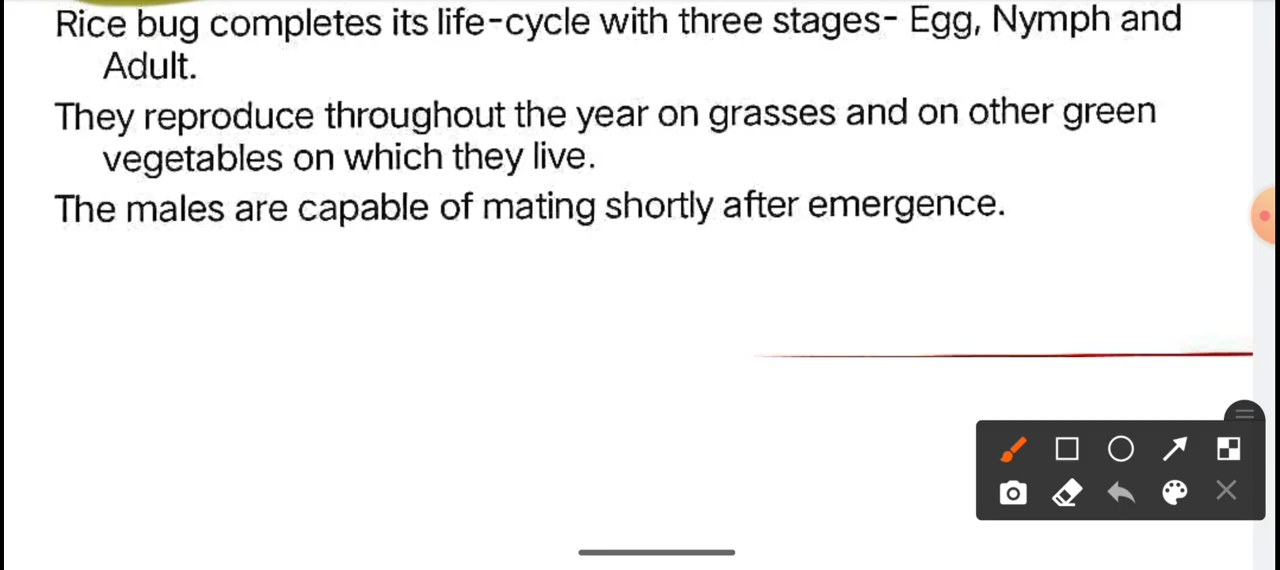 Rice bug completes its life-cycle with three stages- Egg, Nymph and
Adult.
They reproduce throughout the year on grasses and on other green
vegetables on which they live.
The males are capable of mating shortly after emergence.